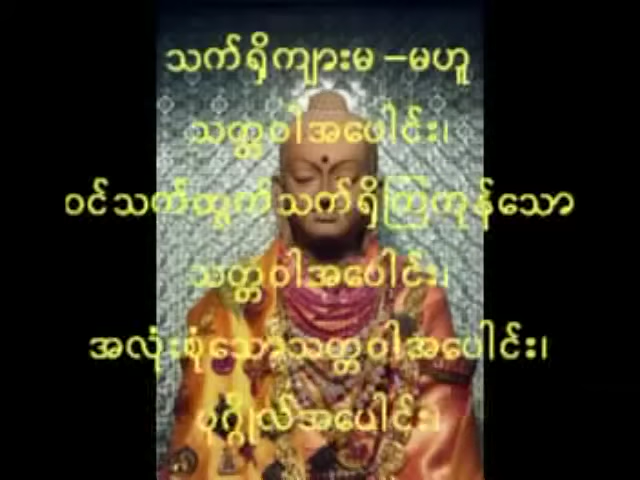 သက်ရှိကျားမ –မဟူ
သတ္တဝါအပေါင်း၊
ဝင်သက်ထွက်သက်ရှိကြကုန်သော
သတ္တဝါအပေါင်း၊
အလုံးစုံသောသတ္တဝါအပေါင်း၊
ပုဂ္ဂိုလ်အပေါင်း၊